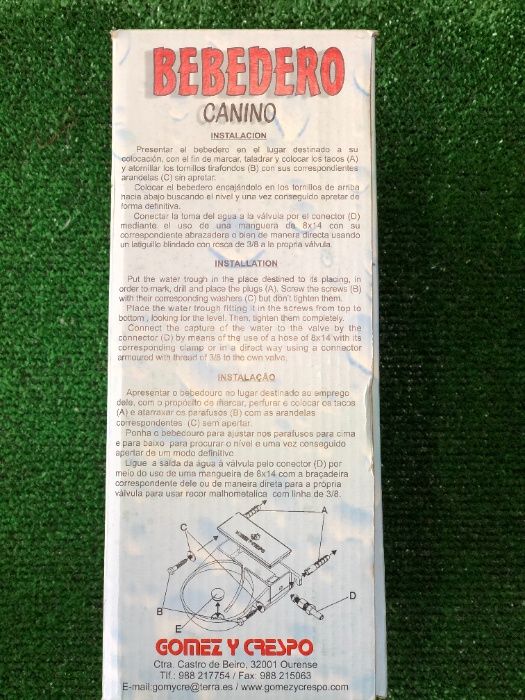 BEBEDERO
CANINO
INSTALACION
Presentar el bebedero en el lugar destinado a su
colocación, con el fin de marcar, taladrar y colocar los tacos (A)
y atornillar los tornillos tirafondos (B) con sus correspondientes
arandelas (C) sin apretar.
Colocar el bebedero encajándolo en los tornillos de arriba
hacia abajo buscando el nivel y una vez conseguido apretar de
forma definitiva.
Conectar la toma del agua a la válvula por el conector (D)
mediante el uso de una manguera de 8x14 con su
correspondiente abrazadera o bien de manera directa usando
un latiguillo blindado con rosca de 3/8 a la propia válvula.
INSTALLATION
Put the water trough in the place destined to its placing, in
order to mark, drill and place the plugs (A). Screw the screws (B)
with their corresponding washers (C) but don't tighten them.
Place the water trough fitting it in the screws from top to
bottom , looking for the level. Then, tighten them completely.
Connect the capture of the water to the valve by the
connector (D) by means of the use of a hose of 8x14 with its
corresponding clamp or in a direct way using a connector
armoured with thread of 3/8 to the own valve.
INSTALAÇÃO
Apresentar o bebedouro no lugar destinado ao emprego
dele, com o propósito de marcar, perfurar e colocar os tacos
(A) e atarraxar os parafusos (B) com as arandelas
correspondentes (C) sem apertar.
Ponha o bebedouro para ajustar nos parafusos para cima
e para baixo para procurar o nível e uma vez conseguido
apertar de um modo definitivo
Ligue a saída da água à válvula pelo conector (D) por
meio do uso de uma mangueira de 8x14 com a braçadeira
correspondente dele ou de maneira direta para a própria
válvula para usar recor malhometalica com linha de 3/8.
A
C
GOMEZ Y CRESPO
B
D
E
GOMEZ Y CRESPO
Ctra. Castro de Beiro, 32001 Ourense
Tlf.: 988 217754 / Fax: 988 215063
E-mail:gomycre@terra.es / www.gomezycrespo.com